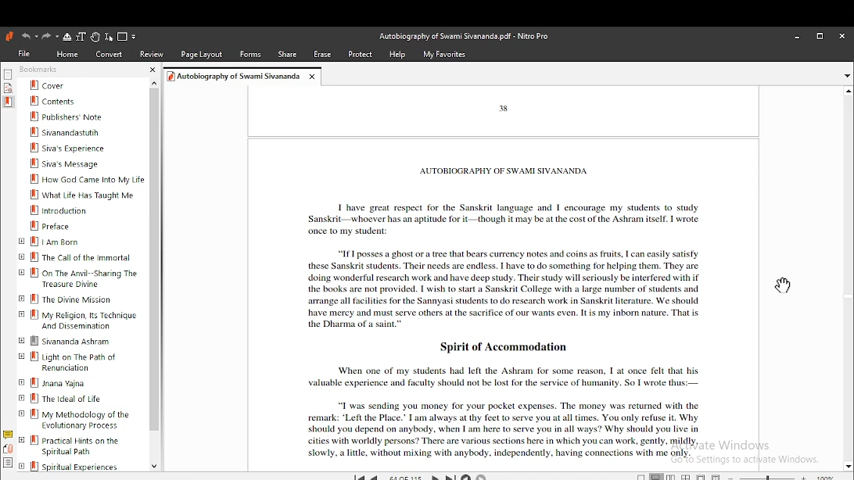 Autobiography of Swami Sivananda.pdf - Nitro Pro
File Home Convert Review Page Layout Forms Share Erase Protect Help My Favorites
Bookmarks
Autobiography of Swami Sivananda
Cover
Contents
Publishers' Note
Sivanandastutih
Siva's Experience
Siva's Message
How God Came Into My Life
What Life Has Taught Me
Introduction
Preface
I Am Born
The Call of the Immortal
On The Anvil--Sharing The
Treasure Divine
The Divine Mission
My Religion, Its Technique
And Dissemination
Sivananda Ashram
Light on The Path of
Renunciation
Jnana Yajna
The Ideal of Life
My Methodology of the
Evolutionary Process
Practical Hints on the
Spiritual Path
Spiritual Experiences
38
AUTOBIOGRAPHY OF SWAMI SIVANANDA
I have great respect for the Sanskrit language and I encourage my students to study
Sanskrit—whoever has an aptitude for it—though it may be at the cost of the Ashram itself. I wrote
once to my student:
"If I posses a ghost or a tree that bears currency notes and coins as fruits, I can easily satisfy
these Sanskrit students. Their needs are endless. I have to do something for helping them. They are
doing wonderful research work and have deep study. Their study will seriously be interfered with if
the books are not provided. I wish to start a Sanskrit College with a large number of students and
arrange all facilities for the Sannyasi students to do research work in Sanskrit literature. We should
have mercy and must serve others at the sacrifice of our wants even. It is my inborn nature. That is
the Dharma of a saint."
Spirit of Accommodation
When one of my students had left the Ashram for some reason, I at once felt that his
valuable experience and faculty should not be lost for the service of humanity. So I wrote thus:—
"I was sending you money for your pocket expenses. The money was returned with the
remark: 'Left the Place.' I am always at thy feet to serve you at all times. You only refuse it. Why
should you depend on anybody, when I am here to serve you in all ways? Why should you live in
cities with worldly persons? There are various sections here in which you can work, gently, mildly,
slowly, a little, without mixing with anybody, independently, having connections with me only.
Activate Windows
Go to Settings to activate Windows.
64 OF 115
100%